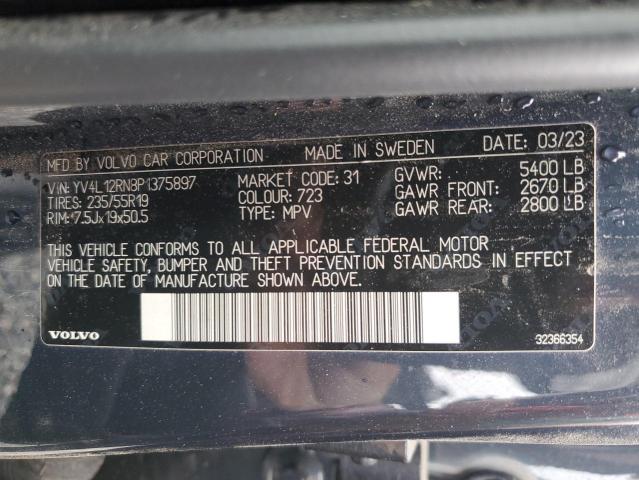 MFD BY VOLVO CAR CORPORATION MADE IN SWEDEN DATE: 03/23
VIN: YV4L12RN8P1375897 MARKET CODE: 31 GVWR: 5400 LB
TIRES: 235/55R19 COLOUR: 723 GAWR FRONT: 2670 LB
RIM: 7.5Jx19x50.5 TYPE: MPV GAWR REAR: 2800 LB
THIS VEHICLE CONFORMS TO ALL APPLICABLE FEDERAL MOTOR
VEHICLE SAFETY, BUMPER AND THEFT PREVENTION STANDARDS IN EFFECT
ON THE DATE OF MANUFACTURE SHOWN ABOVE.
VOLVO 32366354